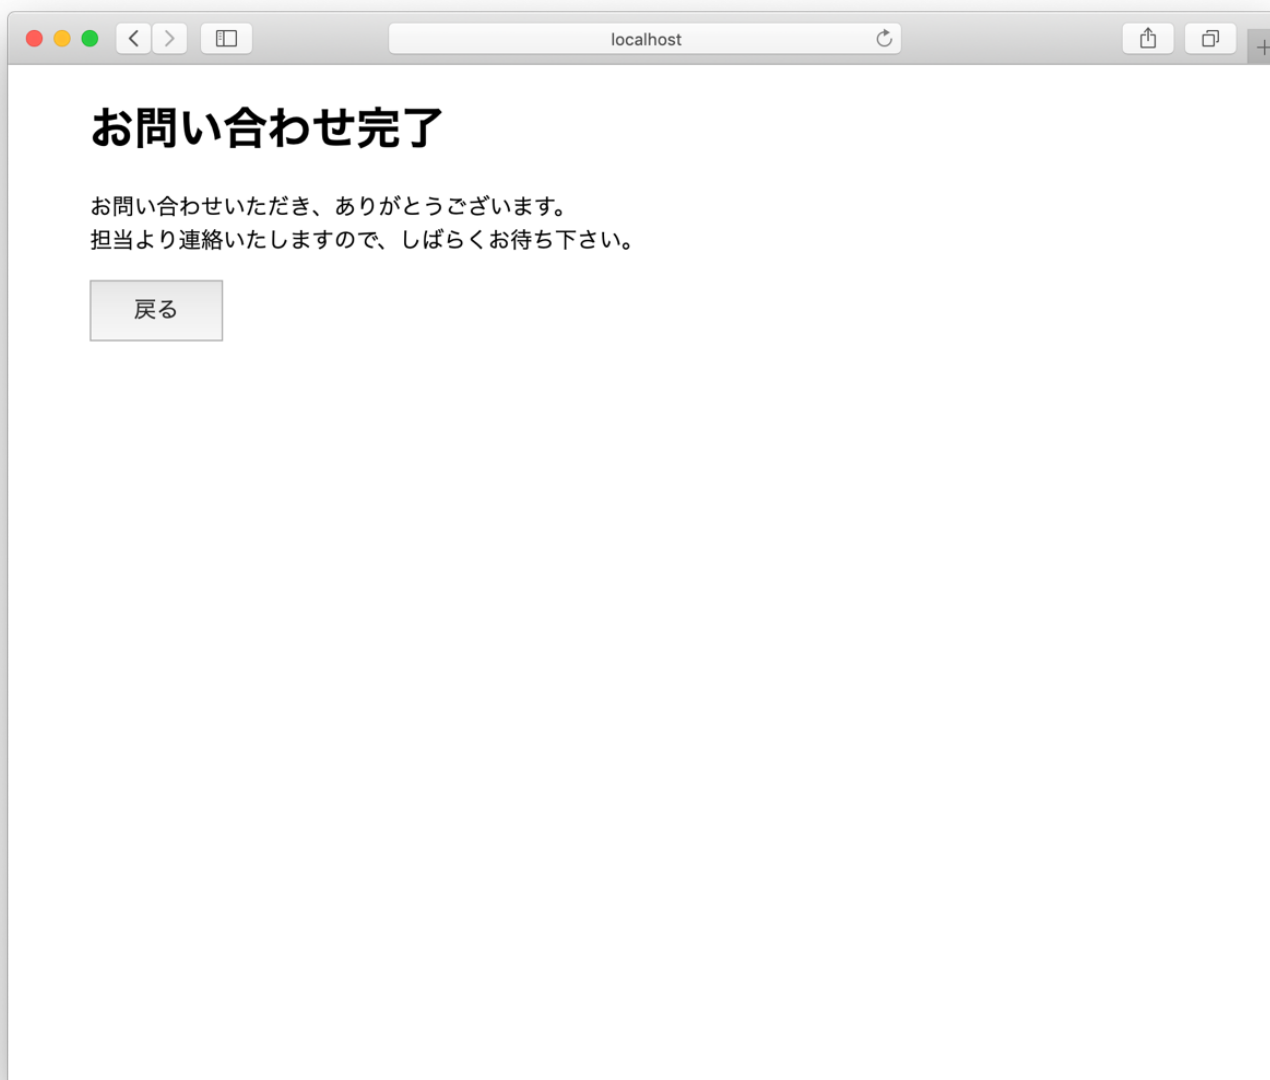 localhost
お問い合わせ完了
お問い合わせいただき、ありがとうございます。
担当より連絡いたしますので、しばらくお待ち下さい。
戻る